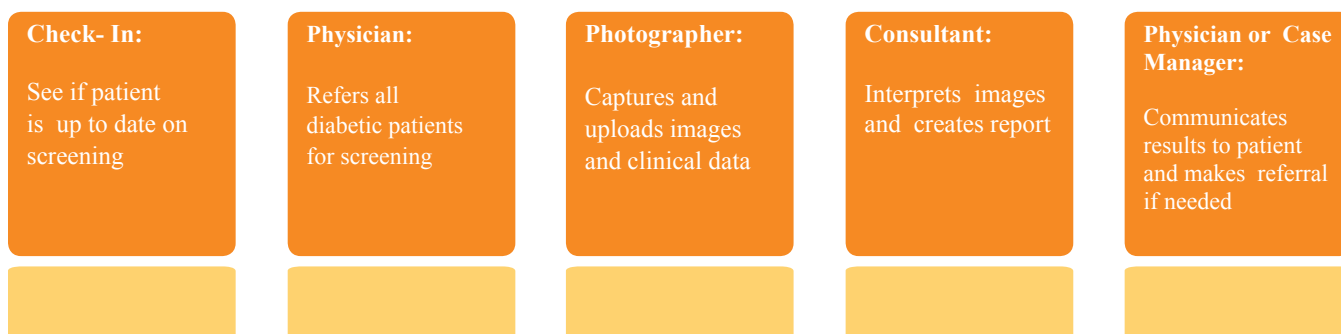 Check- In:
See if patient
is up to date on
screening
Physician:
Refers all
diabetic patients
for screening
Photographer:
Captures and
uploads images
and clinical data
Consultant:
Interprets images
and creates report
Physician or Case
Manager:
Communicates
results to patient
and makes referral
if needed